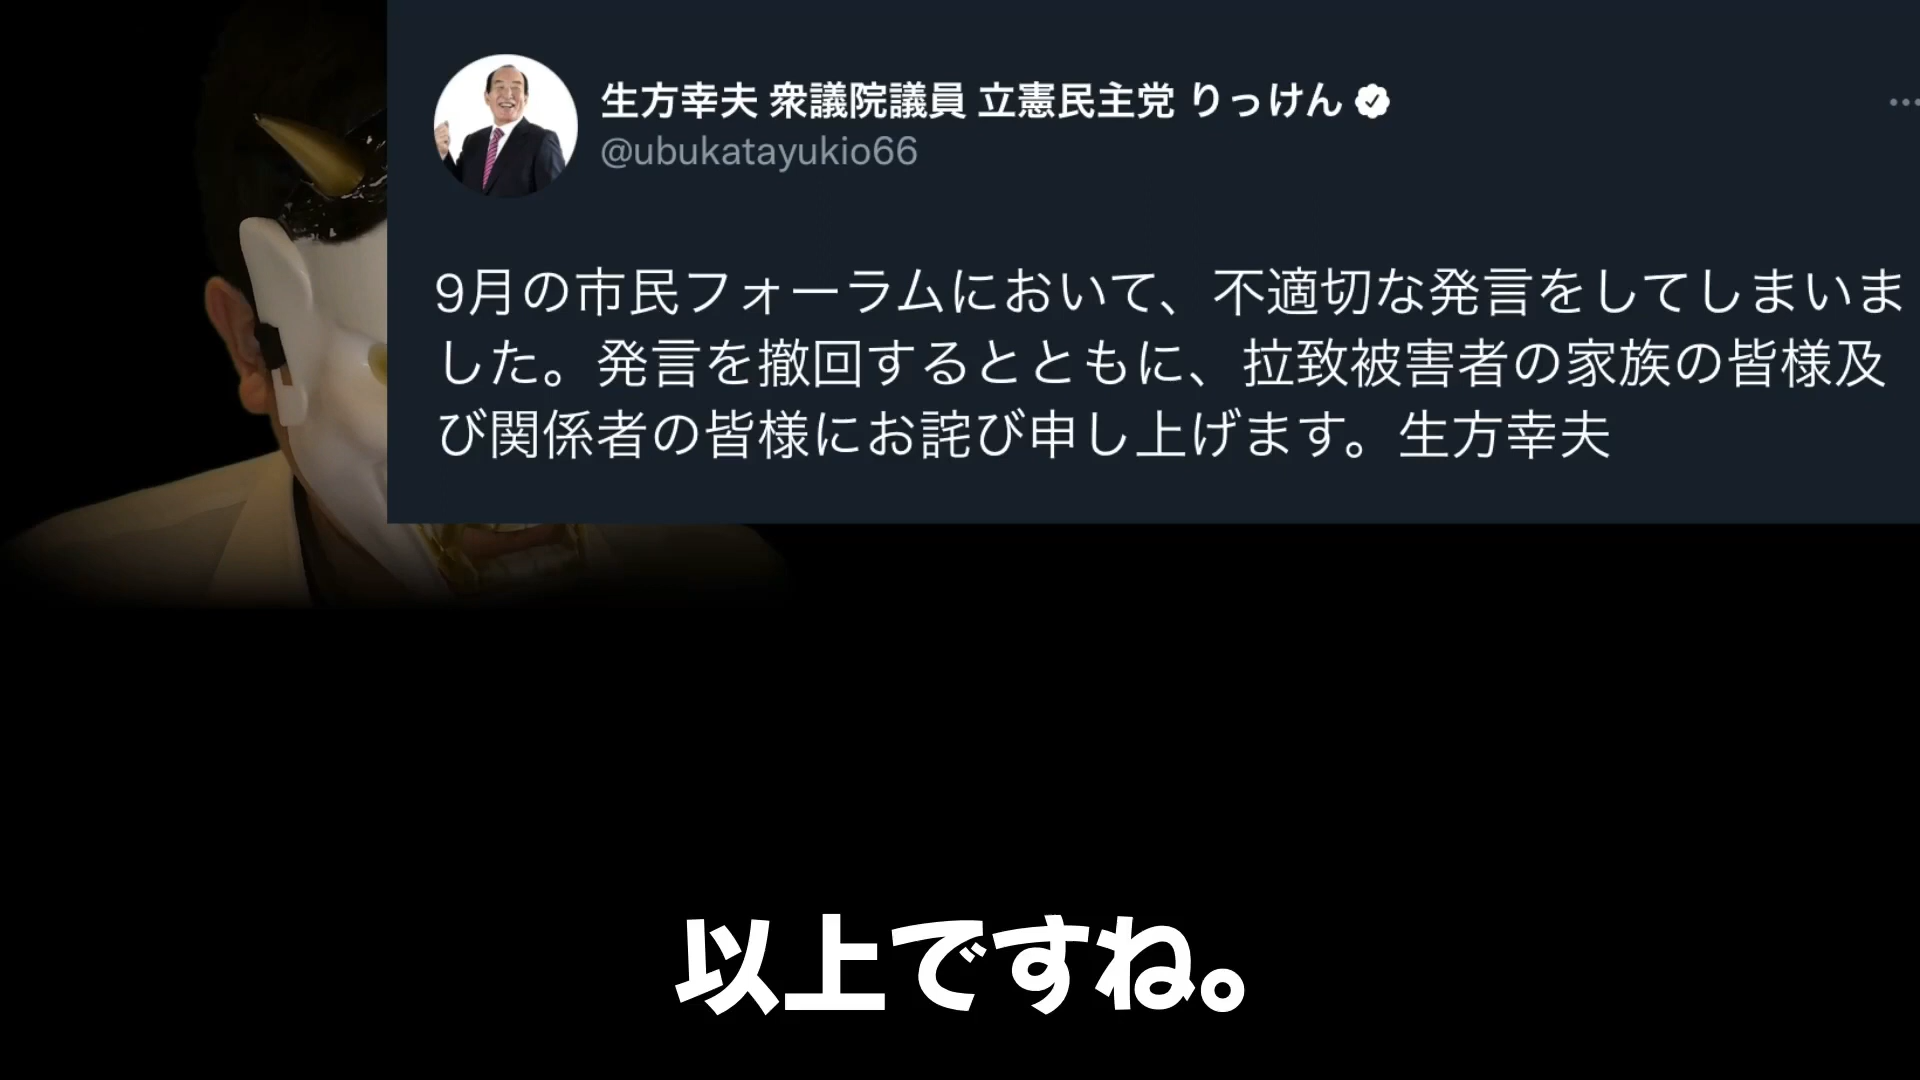 生方幸夫 衆議院議員 立憲民主党 りっけん
@ubukatayukio66
9月の市民フォーラムにおいて、不適切な発言をしてしまいま
した。発言を撤回するとともに、拉致被害者の家族の皆様及
び関係者の皆様にお詫び申し上げます。生方幸夫
以上ですね。